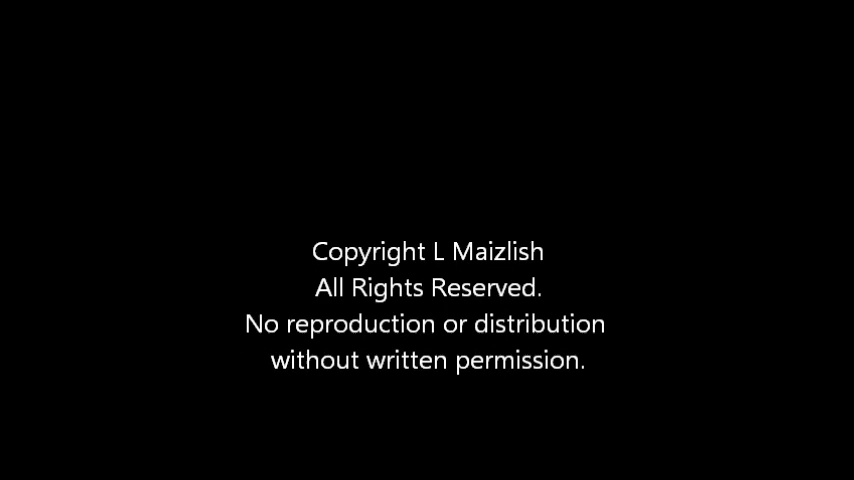 Copyright L Maizlish
All Rights Reserved.
No reproduction or distribution
without written permission.